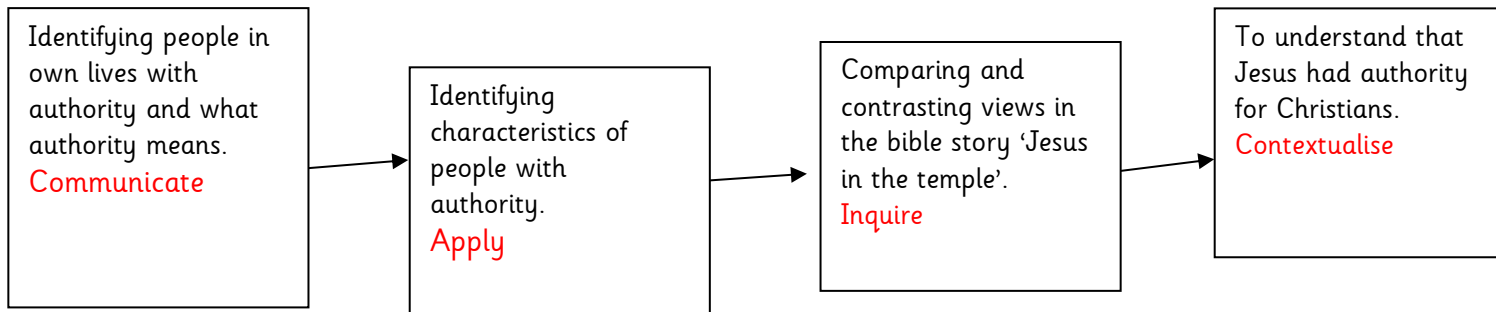 Identifying people in
own lives with
authority and what
authority means.
Communicate
Identifying
characteristics of
people with
authority.
Apply
Comparing and
contrasting views in
the bible story ‘Jesus
in the temple’.
Inquire
To understand that
Jesus had authority
for Christians.
Contextualise